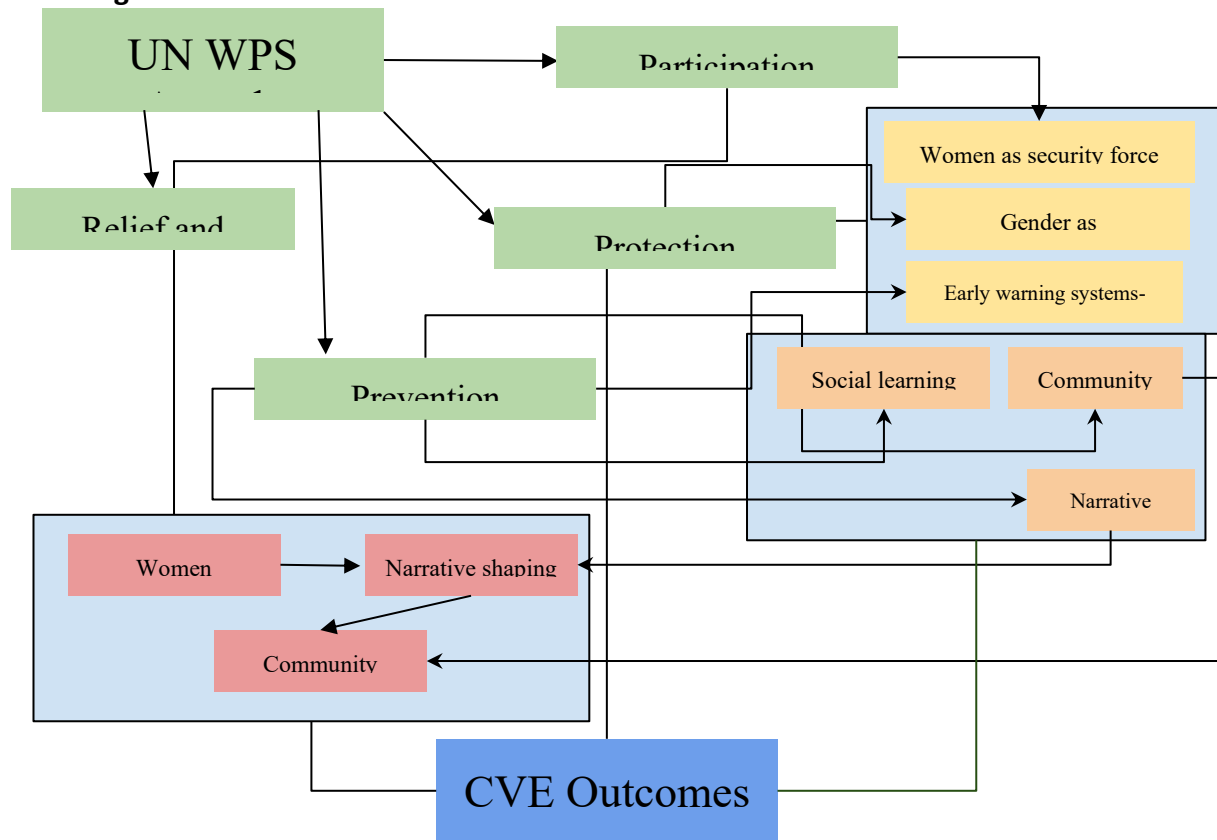 UN WPS
Participation
Women as security force
Relief and
Gender as
Protection
Early warning systems-
Social learning
Community
Prevention
Narrative
Women
Narrative shaping
Community
CVE Outcomes